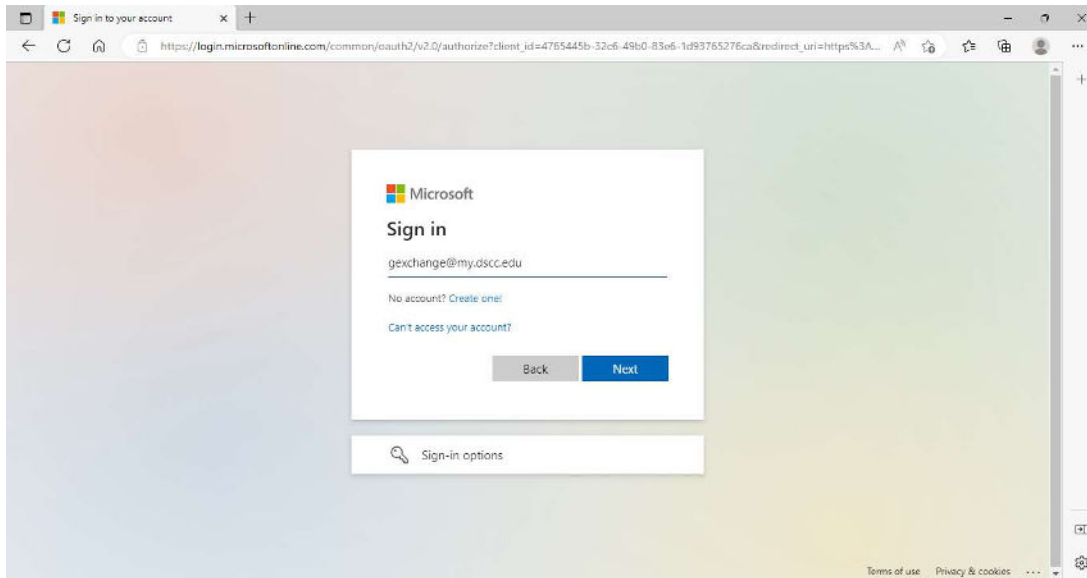 Sign in to your account
https://login.microsoftonline.com/common/oauth2/v2.0/authorize?client_id=4765445b-32c6-49b0-83e6-1d93765276ca&redirect_uri=https%3A...
Microsoft
Sign in
gexchange@my.dscc.edu
No account? Create one!
Can't access your account?
Back Next
Sign-in options
Terms of use Privacy & cookies ...